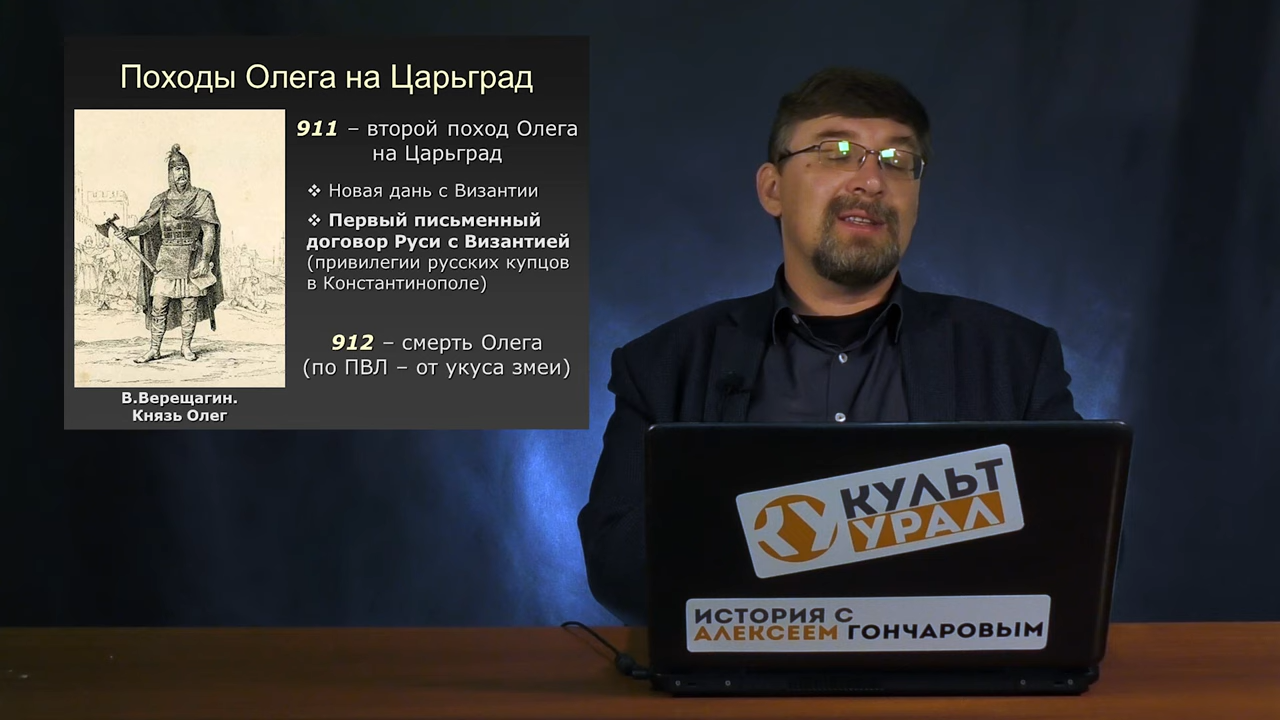 Походы Олега на Царьград
911 – второй поход Олега
на Царьград
❖ Новая дань с Византии
❖ Первый письменный
договор Руси с Византией
(привилегии русских купцов
в Константинополе)
912 – смерть Олега
(по ПВЛ – от укуса змеи)
В.Верещагин.
Князь Олег
КУ КУЛЬТ
УРАЛ
ИСТОРИЯ С
АЛЕКСЕЕМ ГОНЧАРОВЫМ